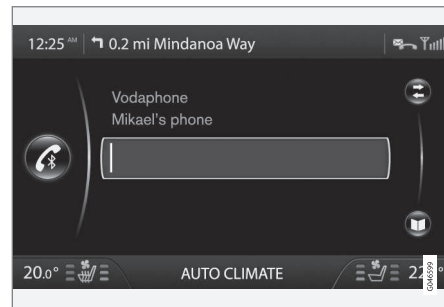 12:25 AM 0.2 mi Mindanoa Way
Vodaphone
Mikael's phone
20.0° AUTO CLIMATE
G046599